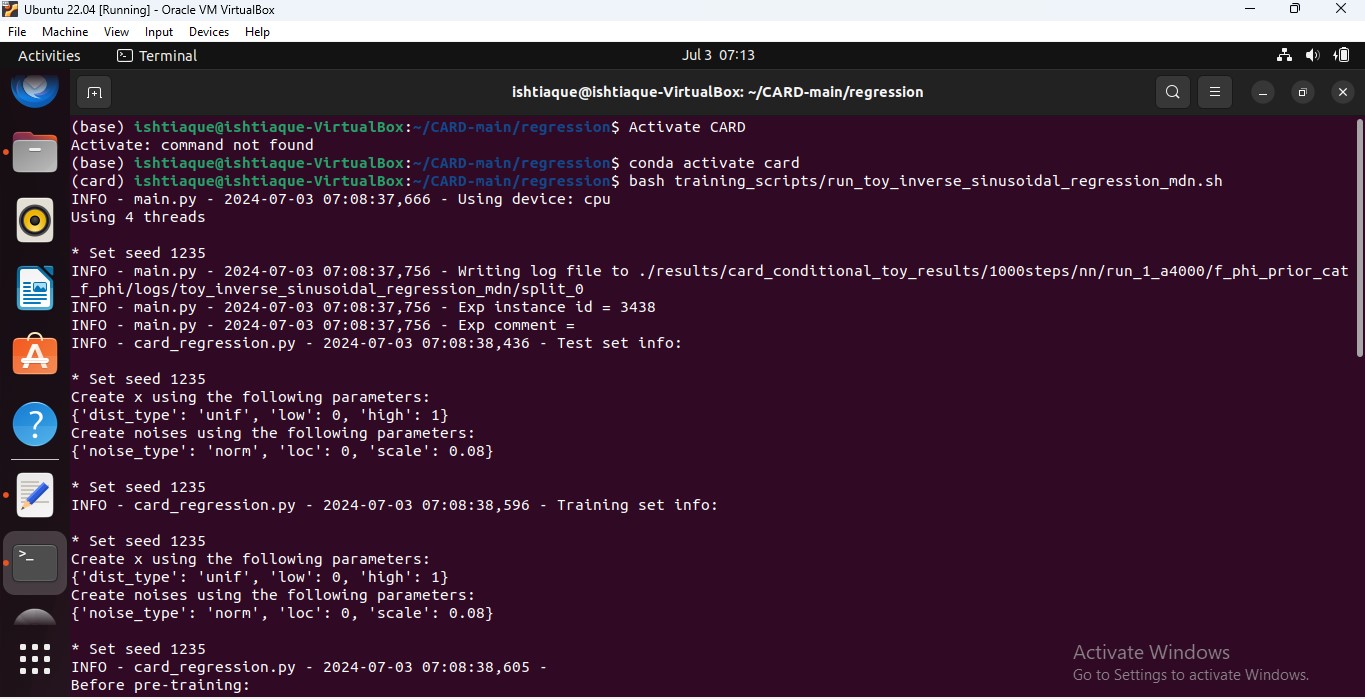 Ubuntu 22.04 [Running] - Oracle VM VirtualBox
File Machine View Input Devices Help
Activities Terminal Jul 3 07:13
ishtiaque@ishtiaque-VirtualBox: ~/CARD-main/regression
(base) ishtiaque@ishtiaque-VirtualBox:~/CARD-main/regression$ Activate CARD
Activate: command not found
(base) ishtiaque@ishtiaque-VirtualBox:~/CARD-main/regression$ conda activate card
(card) ishtiaque@ishtiaque-VirtualBox:~/CARD-main/regression$ bash training_scripts/run_toy_inverse_sinusoidal_regression_mdn.sh
INFO - main.py - 2024-07-03 07:08:37,666 - Using device: cpu
Using 4 threads
* Set seed 1235
INFO - main.py - 2024-07-03 07:08:37,756 - Writing log file to ./results/card_conditional_toy_results/1000steps/nn/run_1_a4000/f_phi_prior_cat
_f_phi/logs/toy_inverse_sinusoidal_regression_mdn/split_0
INFO - main.py - 2024-07-03 07:08:37,756 - Exp instance id = 3438
INFO - main.py - 2024-07-03 07:08:37,756 - Exp comment =
INFO - card_regression.py - 2024-07-03 07:08:38,436 - Test set info:
* Set seed 1235
Create x using the following parameters:
{'dist_type': 'unif', 'low': 0, 'high': 1}
Create noises using the following parameters:
{'noise_type': 'norm', 'loc': 0, 'scale': 0.08}
* Set seed 1235
INFO - card_regression.py - 2024-07-03 07:08:38,596 - Training set info:
* Set seed 1235
Create x using the following parameters:
{'dist_type': 'unif', 'low': 0, 'high': 1}
Create noises using the following parameters:
{'noise_type': 'norm', 'loc': 0, 'scale': 0.08}
* Set seed 1235
INFO - card_regression.py - 2024-07-03 07:08:38,605 -
Before pre-training:
Activate Windows
Go to Settings to activate Windows.